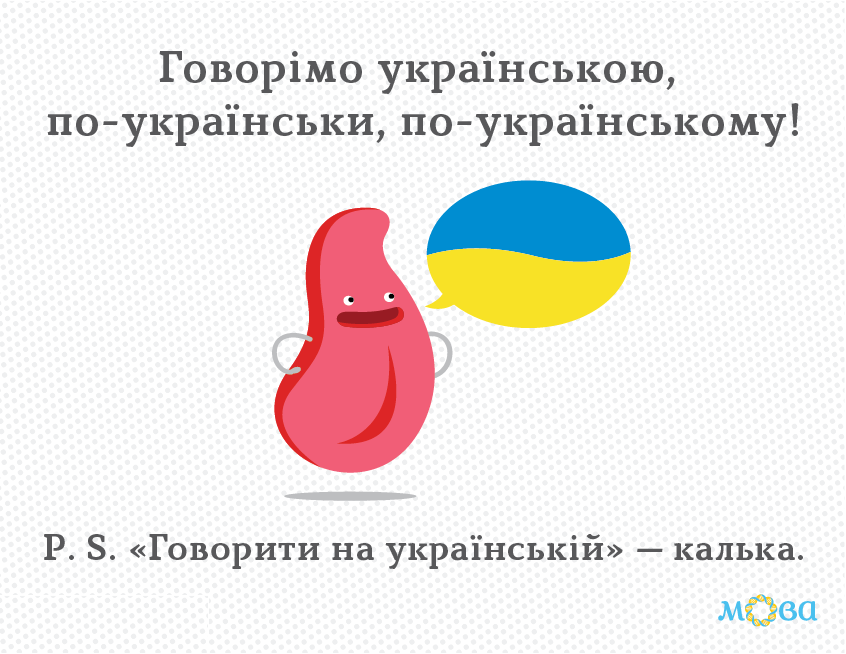 Говорімо українською,
по-українськи, по-українському!
P. S. «Говорити на українській» — калька.
мова